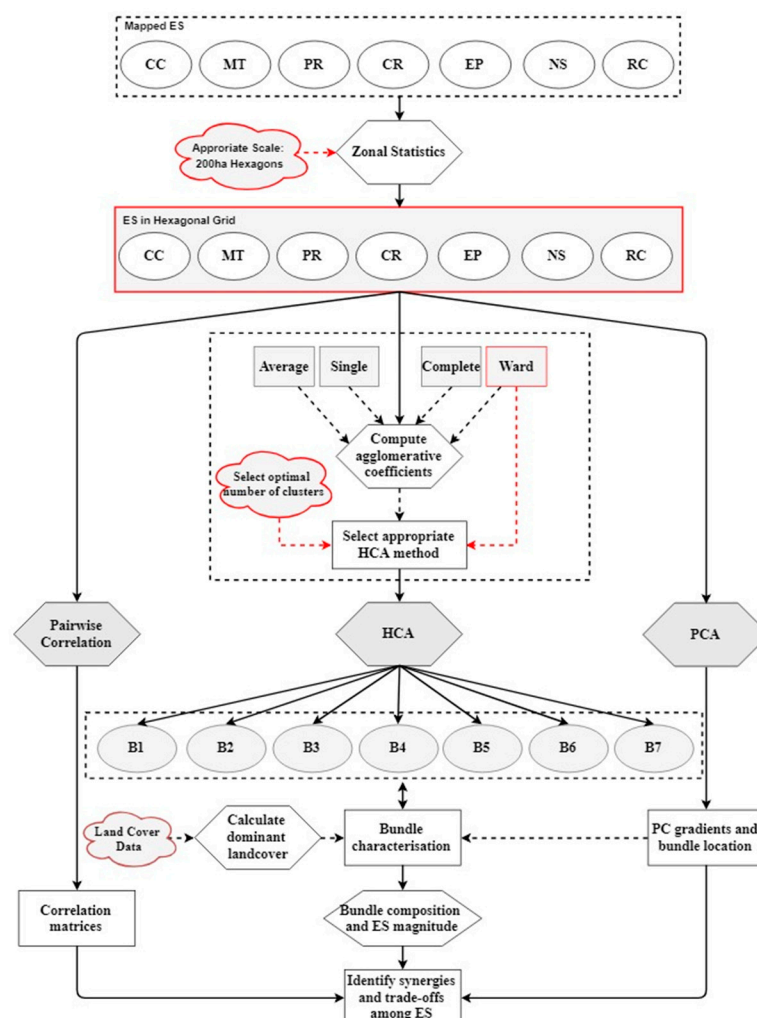 Mapped ES
CC
MT
PR
CR
EP
NS
RC
Approriate Scale:
200ha Hexagons
Zonal Statistics
ES in Hexagonal Grid
CC
MT
PR
CR
EP
NS
RC
Average
Single
Complete
Ward
Compute
agglomerative
coefficients
Select optimal
number of clusters
Select appropriate
HCA method
Pairwise
Correlation
HCA
PCA
B1
B2
B3
B4
B5
B6
B7
Land Cover
Data
Calculate
dominant
landcover
Bundle
characterisation
PC gradients and
bundle location
Correlation
matrices
Bundle composition
and ES magnitude
Identify synergies
and trade-offs
among ES